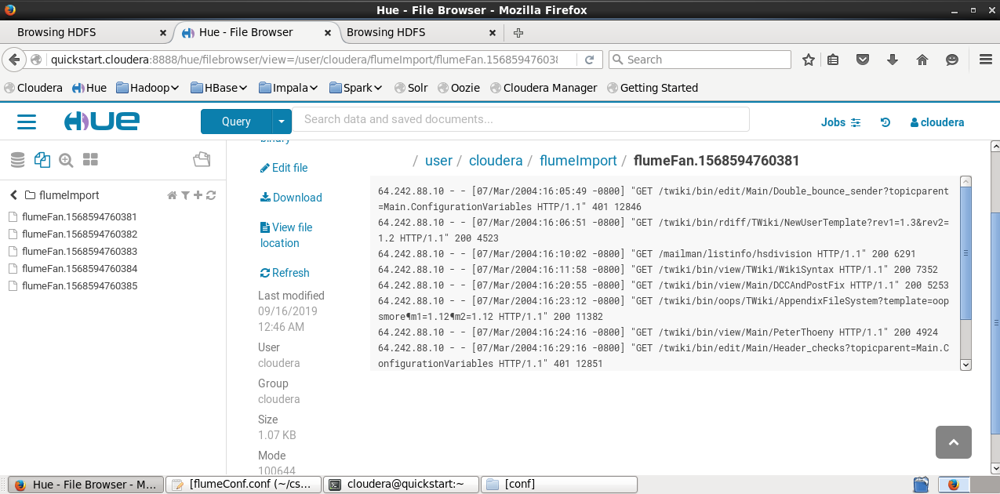 Hue - File Browser - Mozilla Firefox
Browsing HDFS
Hue - File Browser
Browsing HDFS
quickstart.cloudera:8888/hue/filebrowser/view=/user/cloudera/flumeImport/flumeFan.156859476038
Search
Cloudera
Hue
Hadoop
HBase
Impala
Spark
Solr
Oozie
Cloudera Manager
Getting Started
HUE
Query
Search data and saved documents...
Jobs
cloudera
flumeImport
flumeFan.1568594760381
flumeFan.1568594760382
flumeFan.1568594760383
flumeFan.1568594760384
flumeFan.1568594760385
binary
Edit file
Download
View file
location
Refresh
Last modified
09/16/2019
12:46 AM
User
cloudera
Group
cloudera
Size
1.07 KB
Mode
100644
/ user / cloudera / flumeImport / flumeFan.1568594760381
64.242.88.10 - - [07/Mar/2004:16:05:49 -0800] "GET /twiki/bin/edit/Main/Double_bounce_sender?topicparent
=Main.ConfigurationVariables HTTP/1.1" 401 12846
64.242.88.10 - - [07/Mar/2004:16:06:51 -0800] "GET /twiki/bin/rdiff/TWiki/NewUserTemplate?rev1=1.3&rev2=
1.2 HTTP/1.1" 200 4523
64.242.88.10 - - [07/Mar/2004:16:10:02 -0800] "GET /mailman/listinfo/hsdivision HTTP/1.1" 200 6291
64.242.88.10 - - [07/Mar/2004:16:11:58 -0800] "GET /twiki/bin/view/TWiki/WikiSyntax HTTP/1.1" 200 7352
64.242.88.10 - - [07/Mar/2004:16:20:55 -0800] "GET /twiki/bin/view/Main/DCCAndPostFix HTTP/1.1" 200 5253
64.242.88.10 - - [07/Mar/2004:16:23:12 -0800] "GET /twiki/bin/oops/TWiki/AppendixFileSystem?template=oop
smore¶m1=1.12¶m2=1.12 HTTP/1.1" 200 11382
64.242.88.10 - - [07/Mar/2004:16:24:16 -0800] "GET /twiki/bin/view/Main/PeterThoeny HTTP/1.1" 200 4924
64.242.88.10 - - [07/Mar/2004:16:29:16 -0800] "GET /twiki/bin/edit/Main/Header_checks?topicparent=Main.C
onfigurationVariables HTTP/1.1" 401 12851
Hue - File Browser - M...
[flumeConf.conf (~/cs...
cloudera@quickstart:~
[conf]